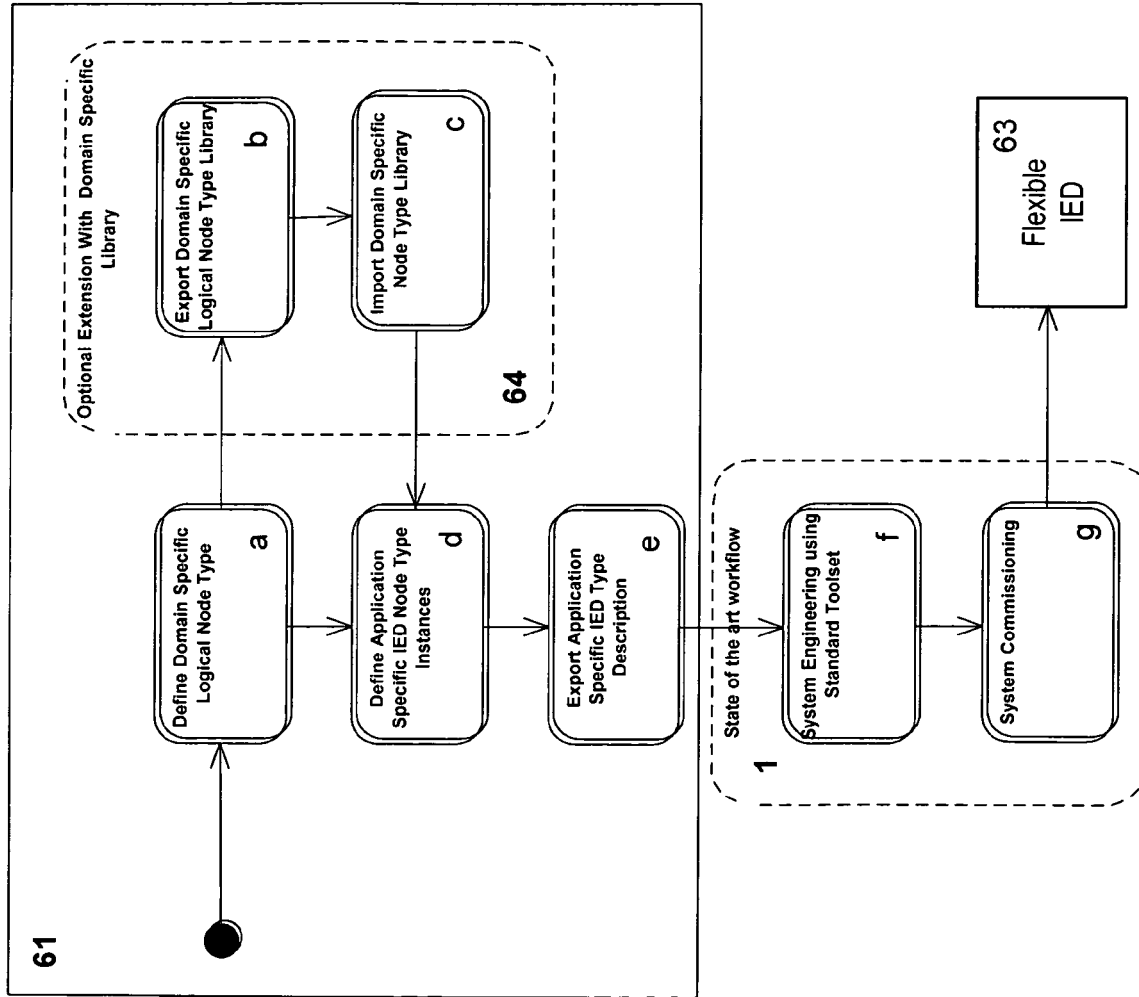 61
Define Domain Specific
Logical Node Type
a
Optional Extension With Domain Specific
Library
Export Domain Specific
Logical Node Type Library
b
Import Domain Specific
Node Type Library
c
64
Define Application
Specific IED Node Type
Instances
d
Export Application
Specific IED Type
Description
e
State of the art workflow
1
System Engineering using
Standard Toolset
f
System Commissioning
g
63
Flexible
IED